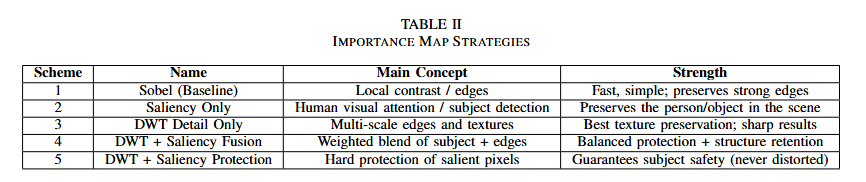 TABLE II
IMPORTANCE MAP STRATEGIES
Scheme Name Main Concept Strength
1 Sobel (Baseline) Local contrast / edges Fast, simple; preserves strong edges
2 Saliency Only Human visual attention / subject detection Preserves the person/object in the scene
3 DWT Detail Only Multi-scale edges and textures Best texture preservation; sharp results
4 DWT + Saliency Fusion Weighted blend of subject + edges Balanced protection + structure retention
5 DWT + Saliency Protection Hard protection of salient pixels Guarantees subject safety (never distorted)